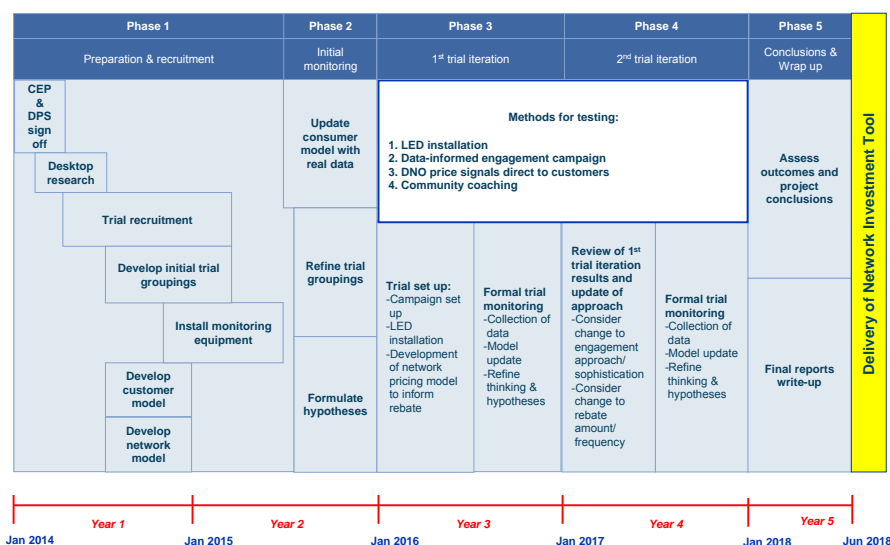 Phase 1
Phase 2
Phase 3
Phase 4
Phase 5
Preparation & recruitment
Initial
monitoring
1st trial iteration
2nd trial iteration
Conclusions &
Wrap up
CEP
&
DPS
sign
off
Desktop
research
Trial recruitment
Develop initial trial
groupings
Install monitoring
equipment
Develop
customer
model
Develop
network
model
Update
consumer
model with
real data
Refine trial
groupings
Formulate
hypotheses
Methods for testing:
1. LED installation
2. Data-informed engagement campaign
3. DNO price signals direct to customers
4. Community coaching
Trial set up:
-Campaign set
up
-LED
installation
-Development
of network
pricing model
to inform
rebate
Formal trial
monitoring
-Collection of
data
-Model
update
-Refine
thinking &
hypotheses
Review of 1st
trial iteration
results and
update of
approach
-Consider
change to
engagement
approach/
sophistication
-Consider
change to
rebate
amount/
frequency
Formal trial
monitoring
-Collection of
data
-Model update
-Refine
thinking &
hypotheses
Assess
outcomes and
project
conclusions
Final reports
write-up
Delivery of Network Investment Tool
Year 1
Year 2
Year 3
Year 4
Year 5
Jan 2014
Jan 2015
Jan 2016
Jan 2017
Jan 2018
Jun 2018